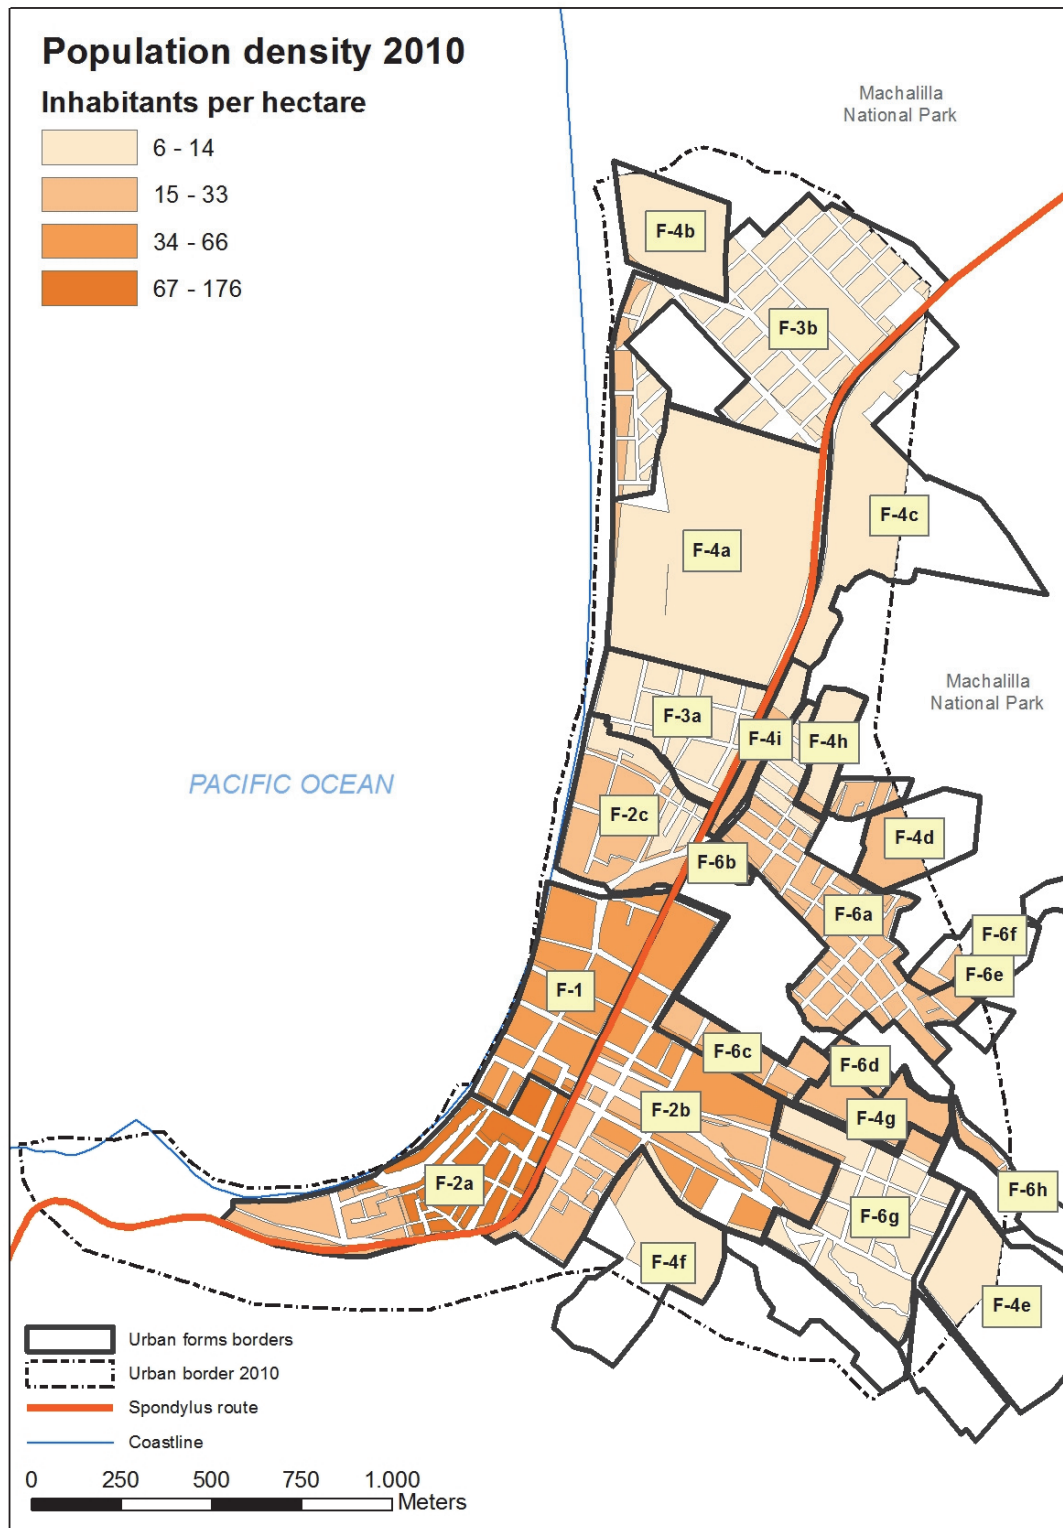 Population density 2010
Inhabitants per hectare
6 - 14
15 - 33
34 - 66
67 - 176
Machalilla
National Park
F-4b
F-3b
F-4c
F-4a
Machalilla
National Park
F-3a
F-4i
F-4h
PACIFIC OCEAN
F-2c
F-4d
F-6b
F-6a
F-6f
F-6e
F-1
F-6c
F-6d
F-2b
F-4g
F-2a
F-6h
F-6g
F-4f
F-4e
Urban forms borders
Urban border 2010
Spondylus route
Coastline
0 250 500 750 1.000
Meters